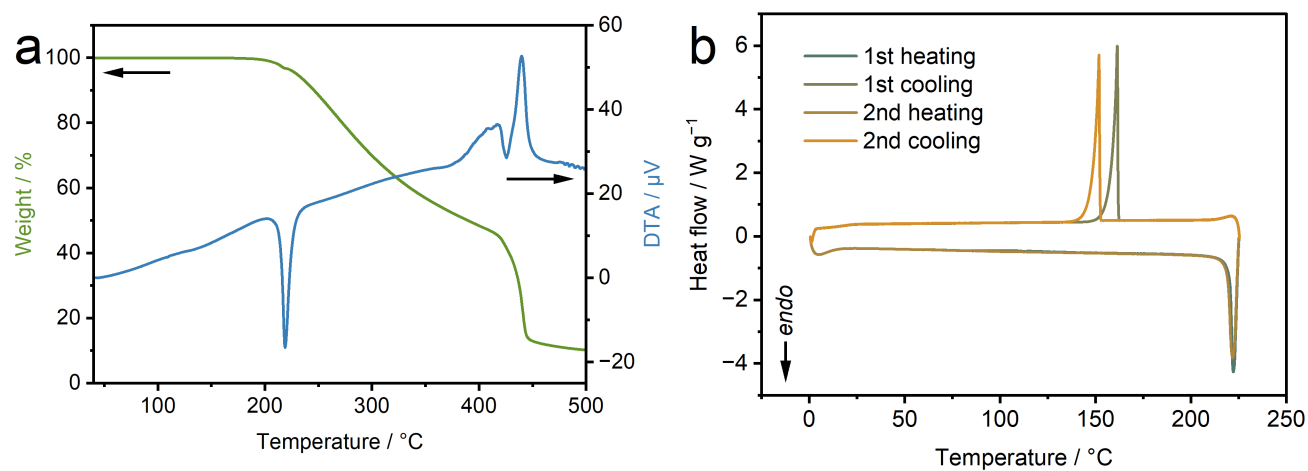 a
100
80
60
40
20
0
Weight / %
60
40
20
0
−20
DTA / μV
100
200
300
400
500
Temperature / °C
b
1st heating
1st cooling
2nd heating
2nd cooling
6
4
2
0
−2
−4
Heat flow / W g⁻¹
endo
0
50
100
150
200
250
Temperature / °C